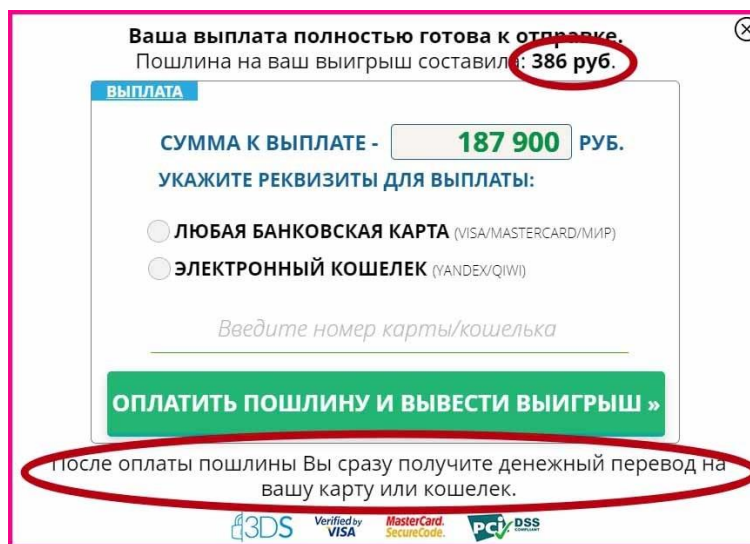 Ваша выплата полностью готова к отправке.
Пошлина на ваш выигрыш составила: 386 руб.
ВЫПЛАТА
СУММА К ВЫПЛАТЕ - 187 900 РУБ.
УКАЖИТЕ РЕКВИЗИТЫ ДЛЯ ВЫПЛАТЫ:
ЛЮБАЯ БАНКОВСКАЯ КАРТА (VISA/MASTERCARD/МИР)
ЭЛЕКТРОННЫЙ КОШЕЛЕК (YANDEX/QIWI)
Введите номер карты/кошелька
ОПЛАТИТЬ ПОШЛИНУ И ВЫВЕСТИ ВЫИГРЫШ »
После оплаты пошлины Вы сразу получите денежный перевод на
вашу карту или кошелек.
3DS Verified by VISA MasterCard. SecureCode. PCI DSS COMPLIANT